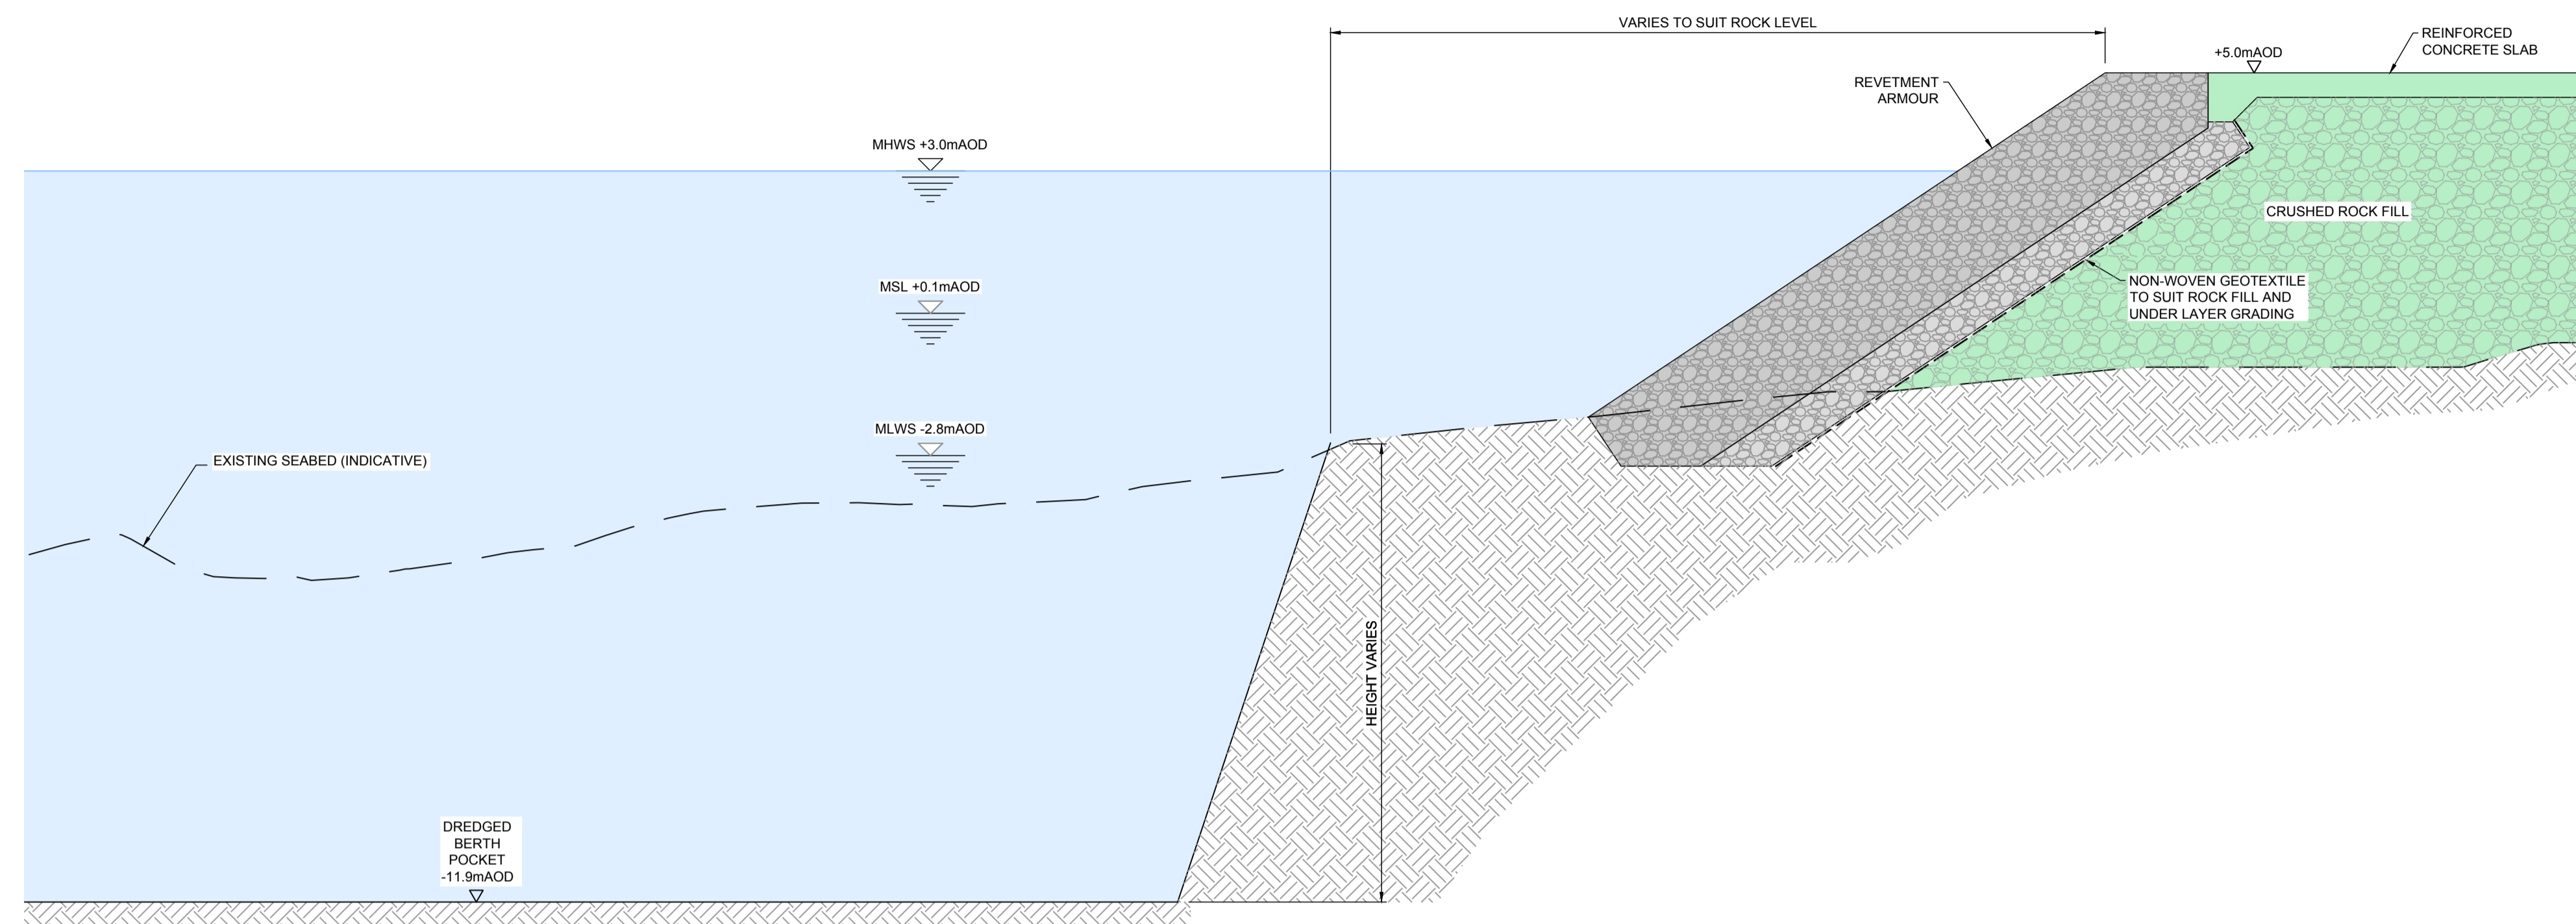 VARIES TO SUIT ROCK LEVEL
REINFORCED
CONCRETE SLAB
+5.0mAOD
REVETMENT
ARMOUR
MHWS +3.0mAOD
CRUSHED ROCK FILL
MSL +0.1mAOD
NON-WOVEN GEOTEXTILE
TO SUIT ROCK FILL AND
UNDER LAYER GRADING
MLWS -2.8mAOD
EXISTING SEABED (INDICATIVE)
HEIGHT VARIES
DREDGED
BERTH
POCKET
-11.9mAOD